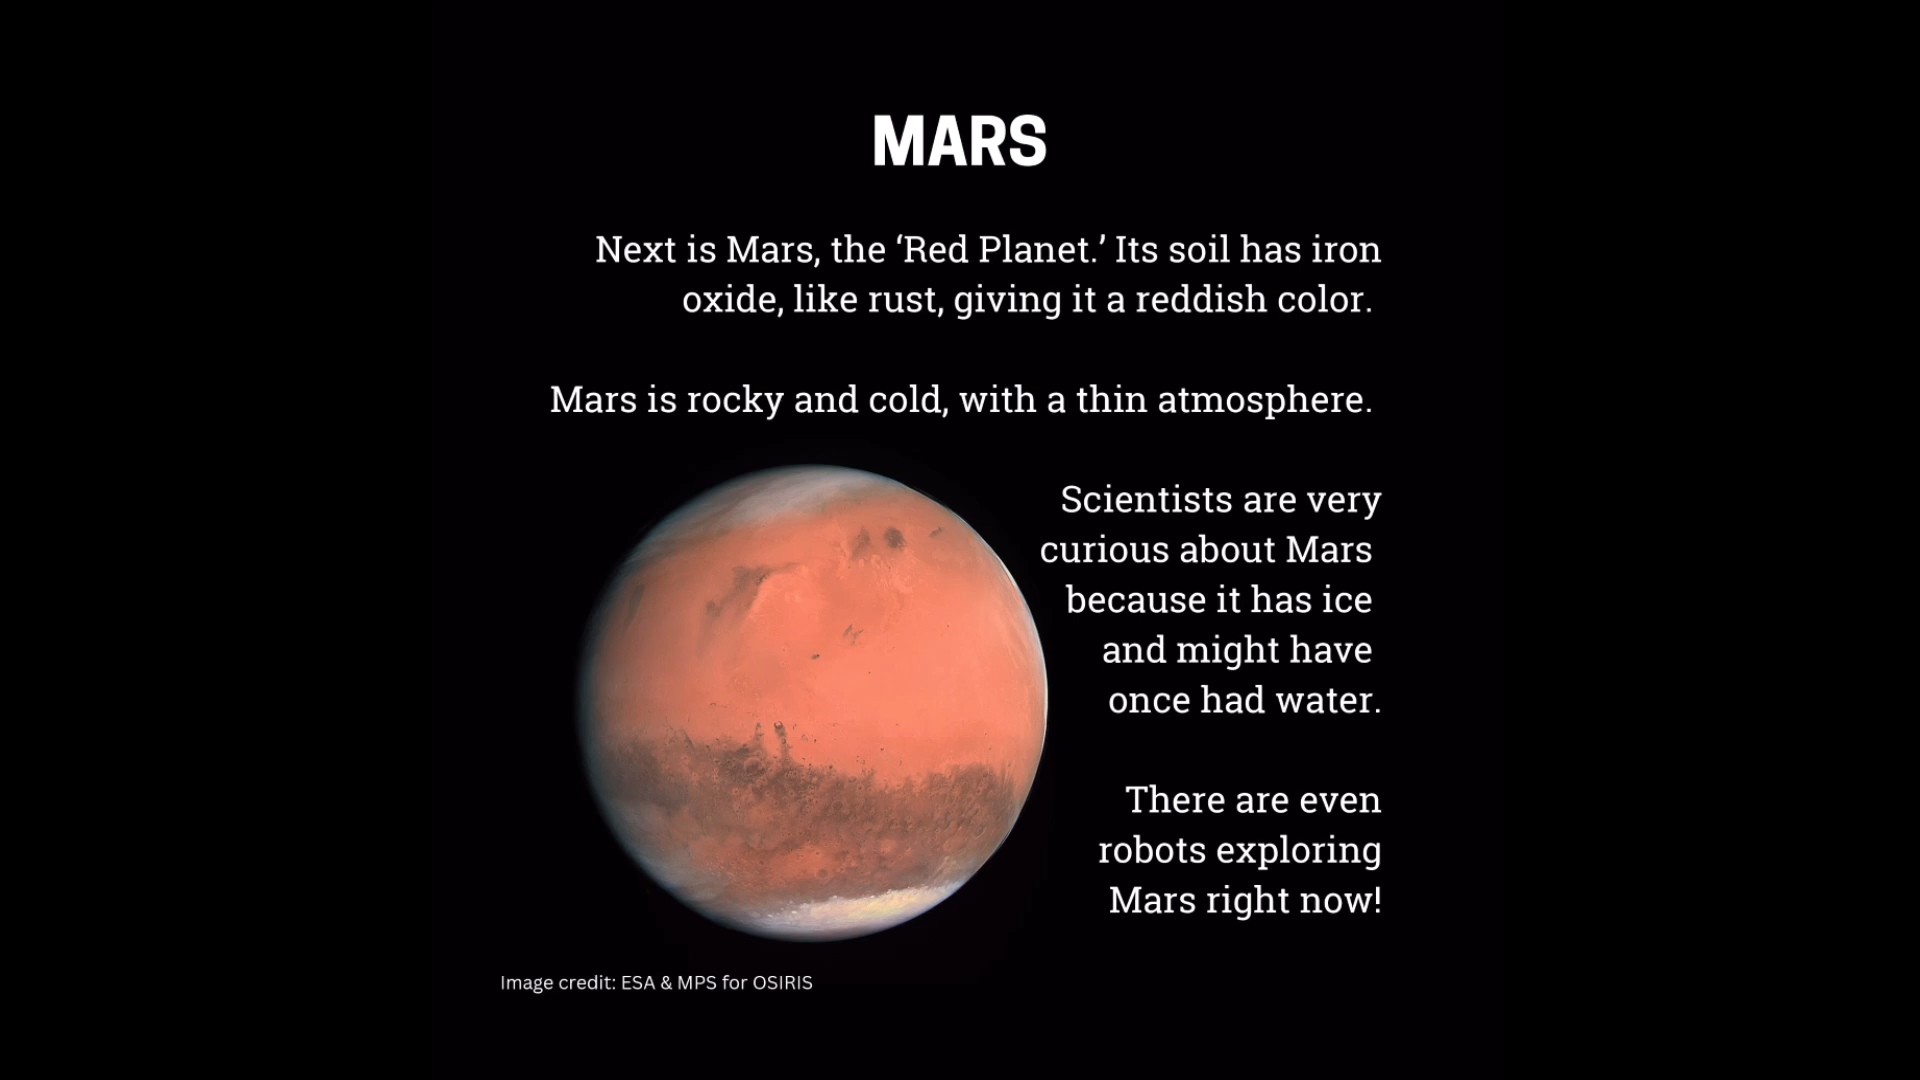 MARS
Next is Mars, the ‘Red Planet.’ Its soil has iron
oxide, like rust, giving it a reddish color.
Mars is rocky and cold, with a thin atmosphere.
Scientists are very
curious about Mars
because it has ice
and might have
once had water.
There are even
robots exploring
Mars right now!
Image credit: ESA & MPS for OSIRIS